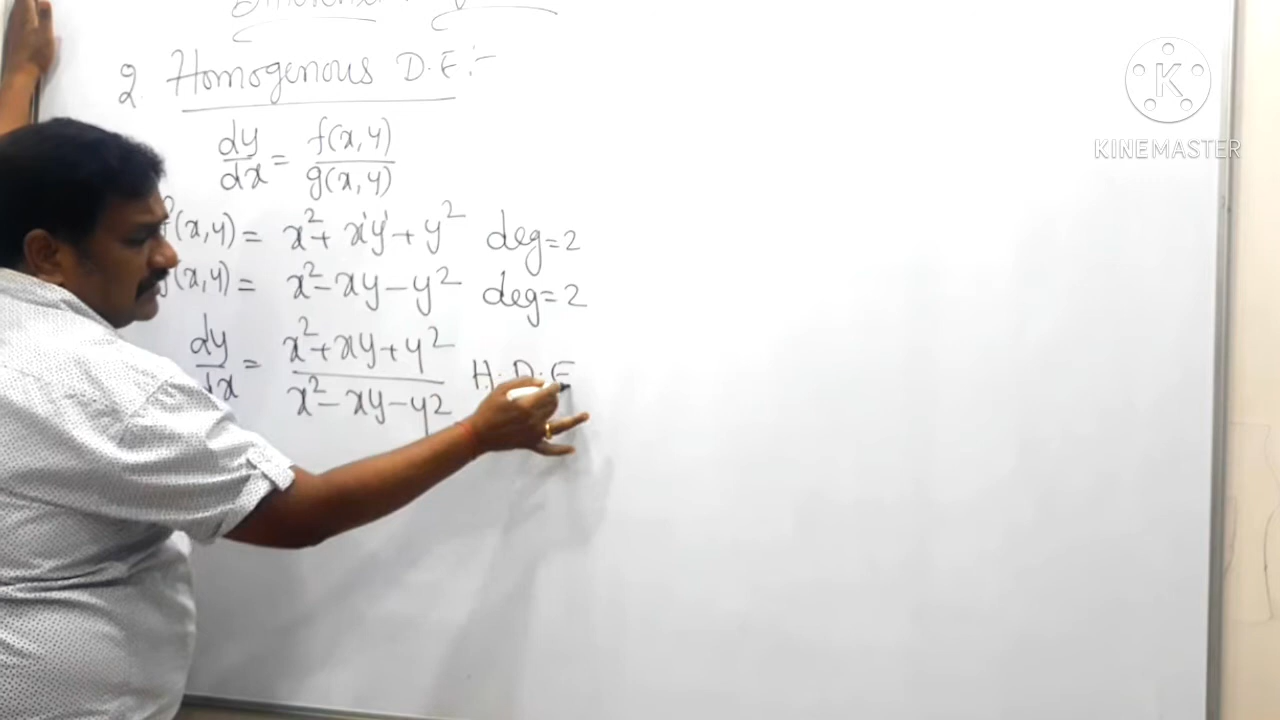 2. Homogenous D.E:-
dy/dx = f(x,y)/g(x,y)
f(x,y) = x²+ x¹y¹+ y² deg=2
(x,y) = x²- xy - y² deg=2
dy/dx = x²+xy+y²/x²- xy - y² H.D.E
K
KINEMASTER